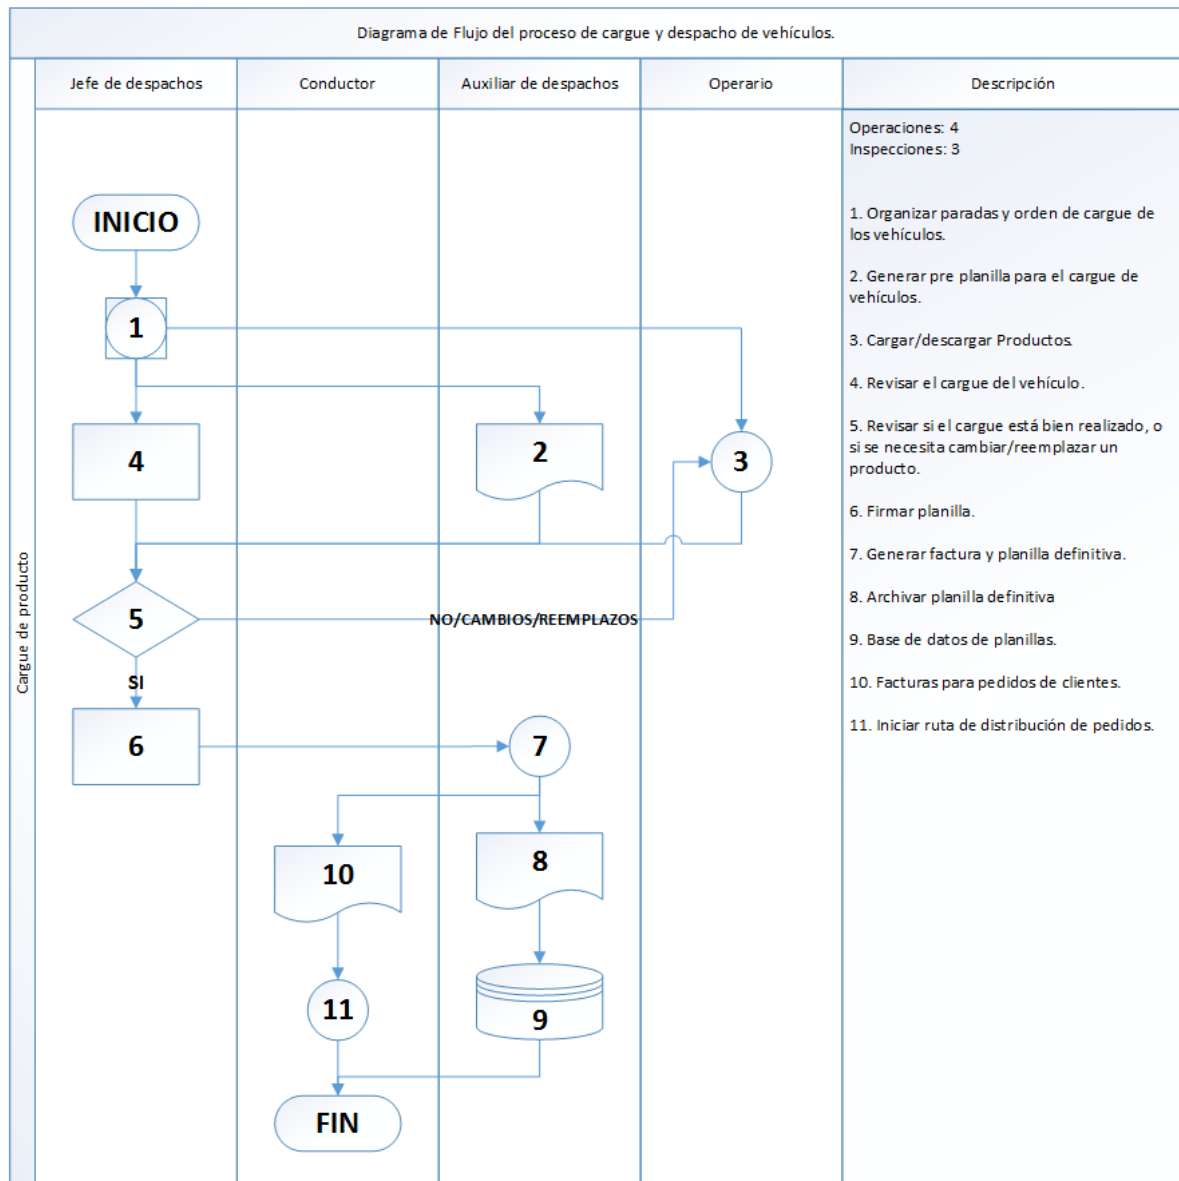 Diagrama de Flujo del proceso de cargue y despacho de vehículos.
Jefe de despachos
Conductor
Auxiliar de despachos
Operario
Descripción
Cargue de producto
INICIO
1
4
2
3
5
NO/CAMBIOS/REEMPLAZOS
SI
6
7
10
8
11
9
FIN
Operaciones: 4
Inspecciones: 3
1. Organizar paradas y orden de cargue de
los vehículos.
2. Generar pre planilla para el cargue de
vehículos.
3. Cargar/descargar Productos.
4. Revisar el cargue del vehículo.
5. Revisar si el cargue está bien realizado, o
si se necesita cambiar/reemplazar un
producto.
6. Firmar planilla.
7. Generar factura y planilla definitiva.
8. Archivar planilla definitiva
9. Base de datos de planillas.
10. Facturas para pedidos de clientes.
11. Iniciar ruta de distribución de pedidos.